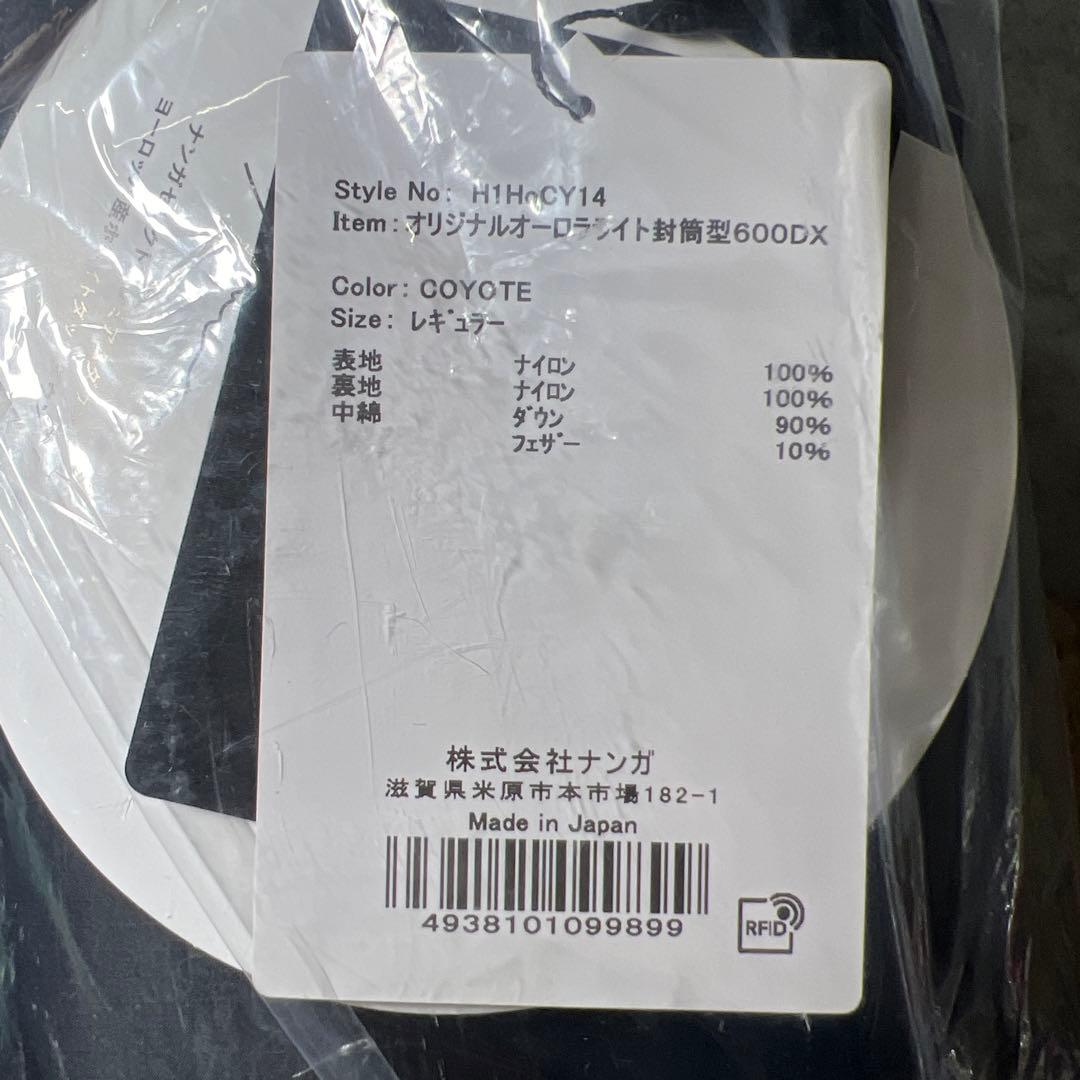 Style No: H1HoCY14
Item:オリジナルオーロラライト封筒型600DX
Color: COYOTE
Size: レギュラー
表地 ナイロン 100%
裏地 ナイロン 100%
中綿 ダウン 90%
フェザー 10%
株式会社ナンガ
滋賀県米原市本市場182-1
Made in Japan
4938101099899
RFID